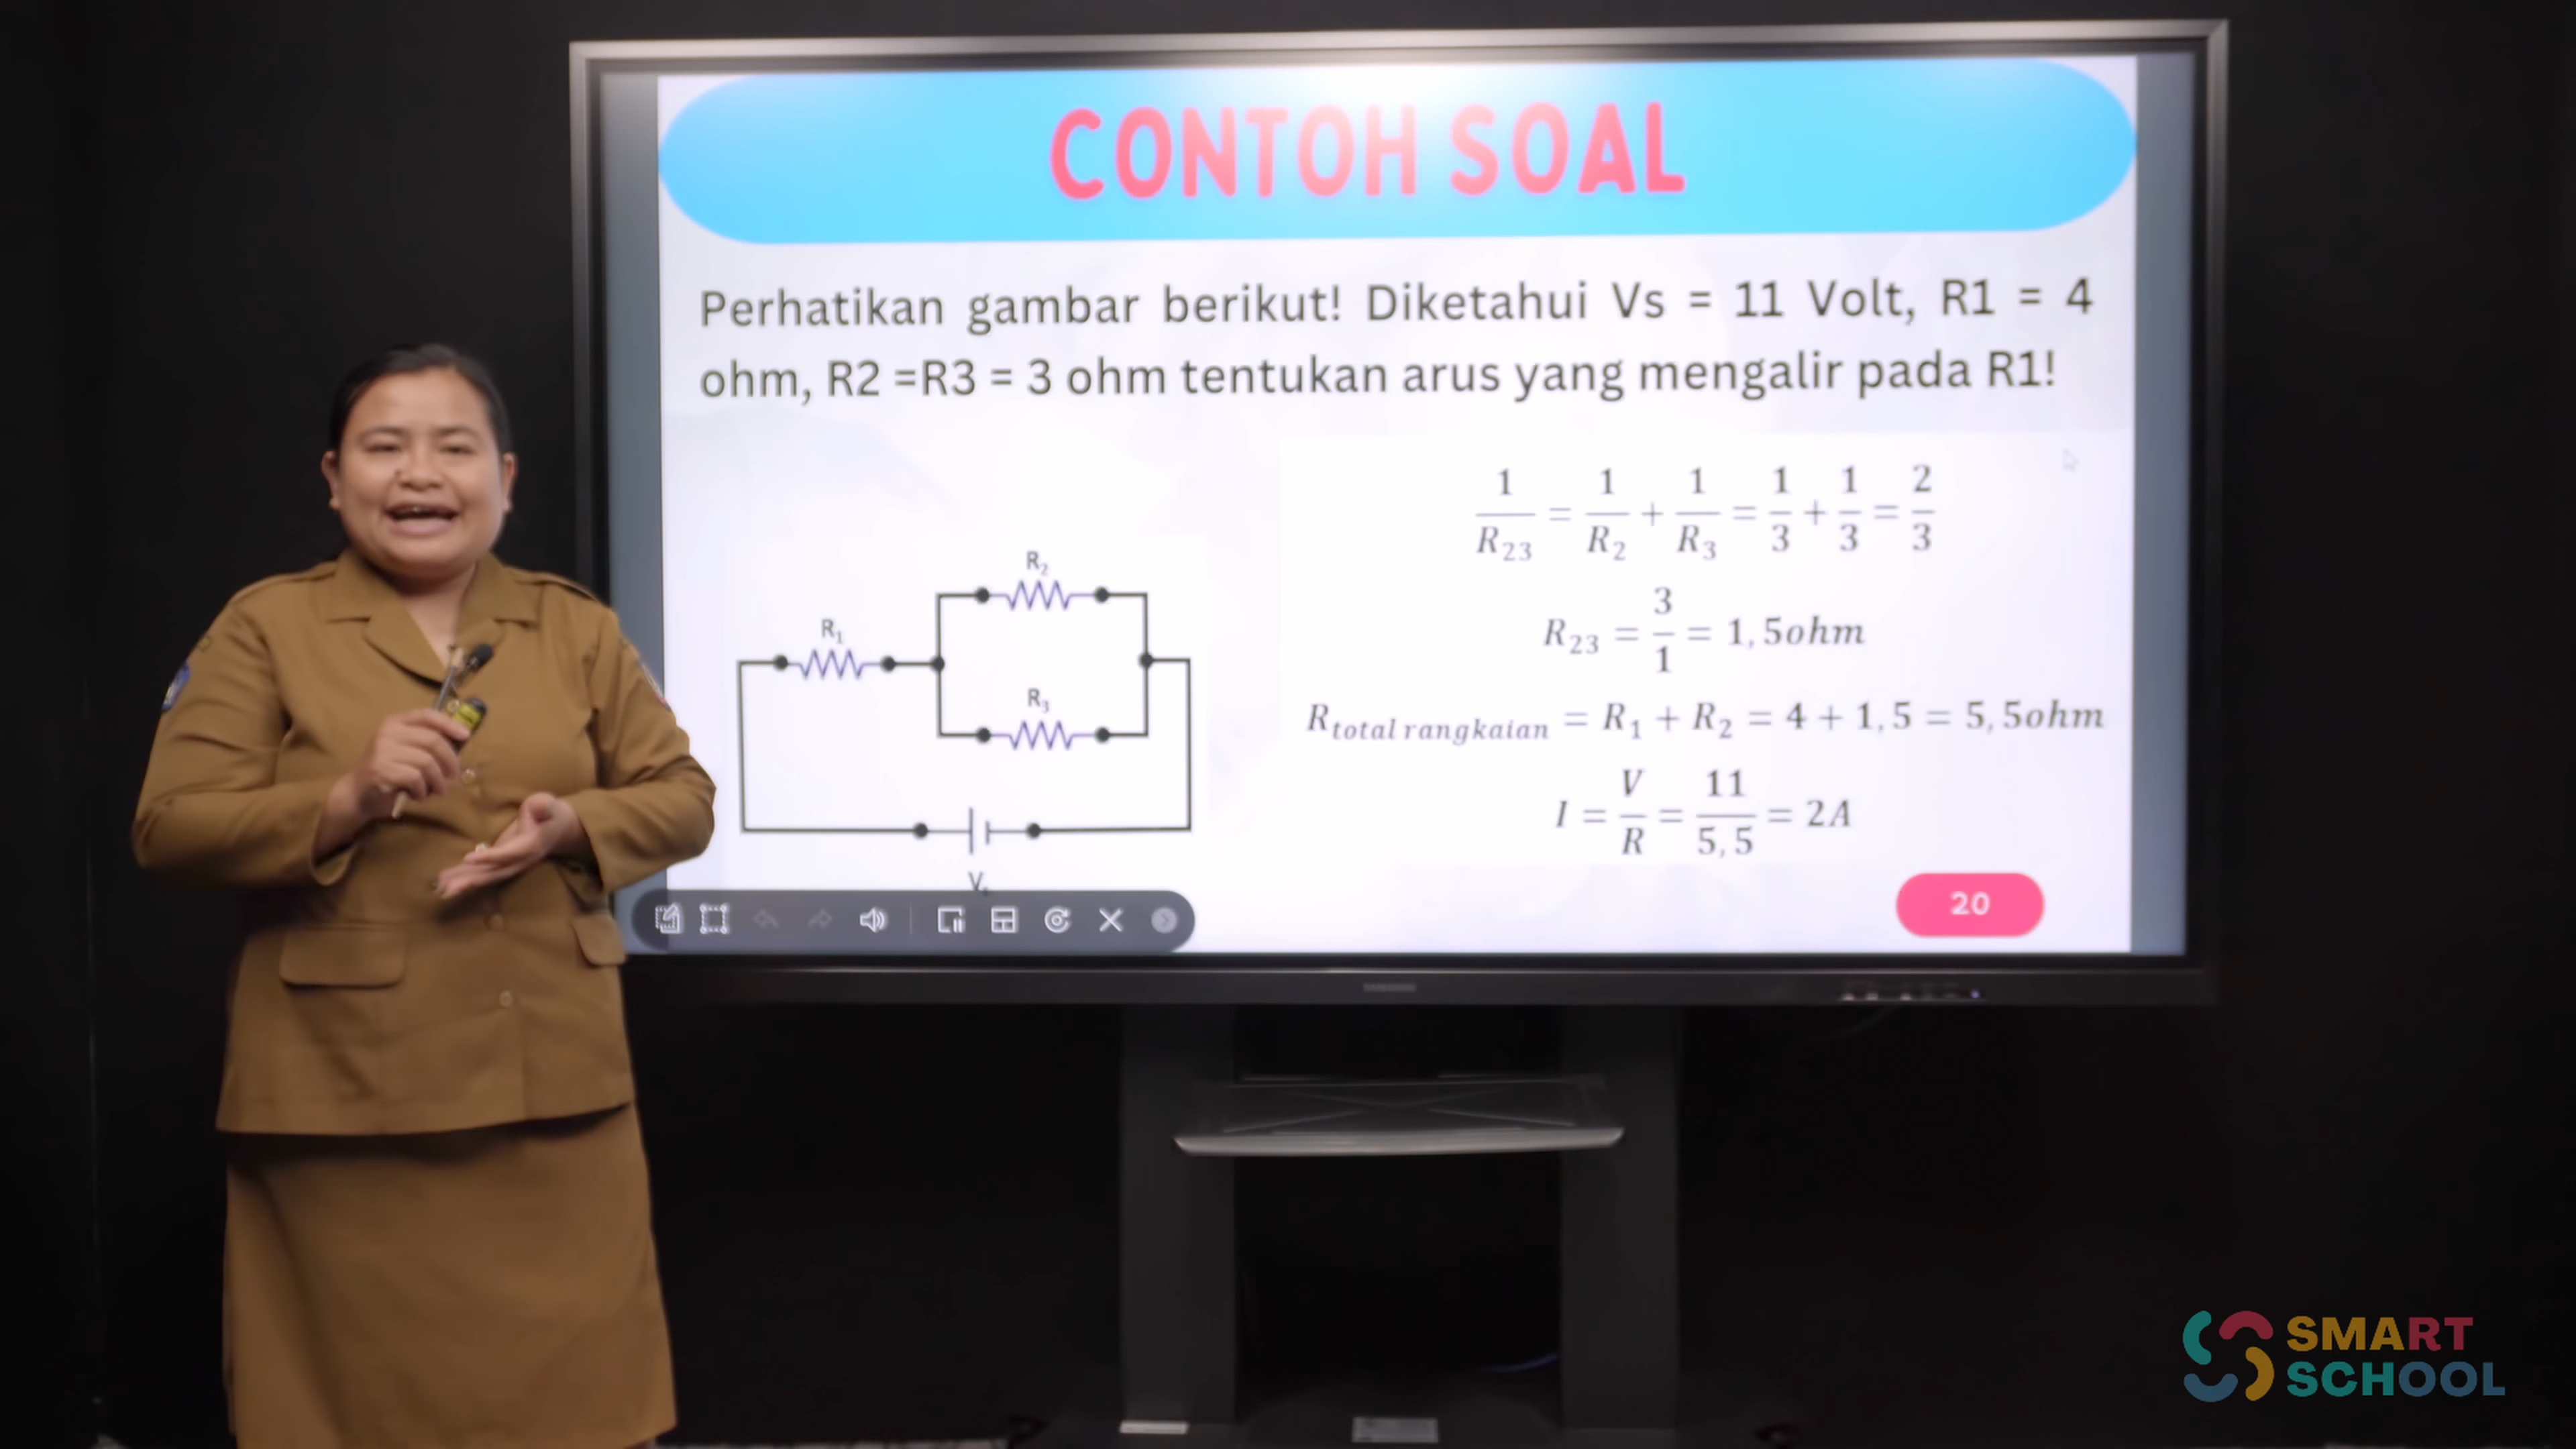 CONTOH SOAL
Perhatikan gambar berikut! Diketahui Vs = 11 Volt, R1 = 4
ohm, R2 =R3 = 3 ohm tentukan arus yang mengalir pada R1!
1/R₂₃ = 1/R₂ + 1/R₃ = 1/3 + 1/3 = 2/3
R₂₃ = 3/1 = 1,5ohm
R_total rangkaian = R₁ + R₂ = 4 + 1,5 = 5,5ohm
I = V/R = 11/5,5 = 2A
R₂
R₁
R₃
V
20
SMART
SCHOOL